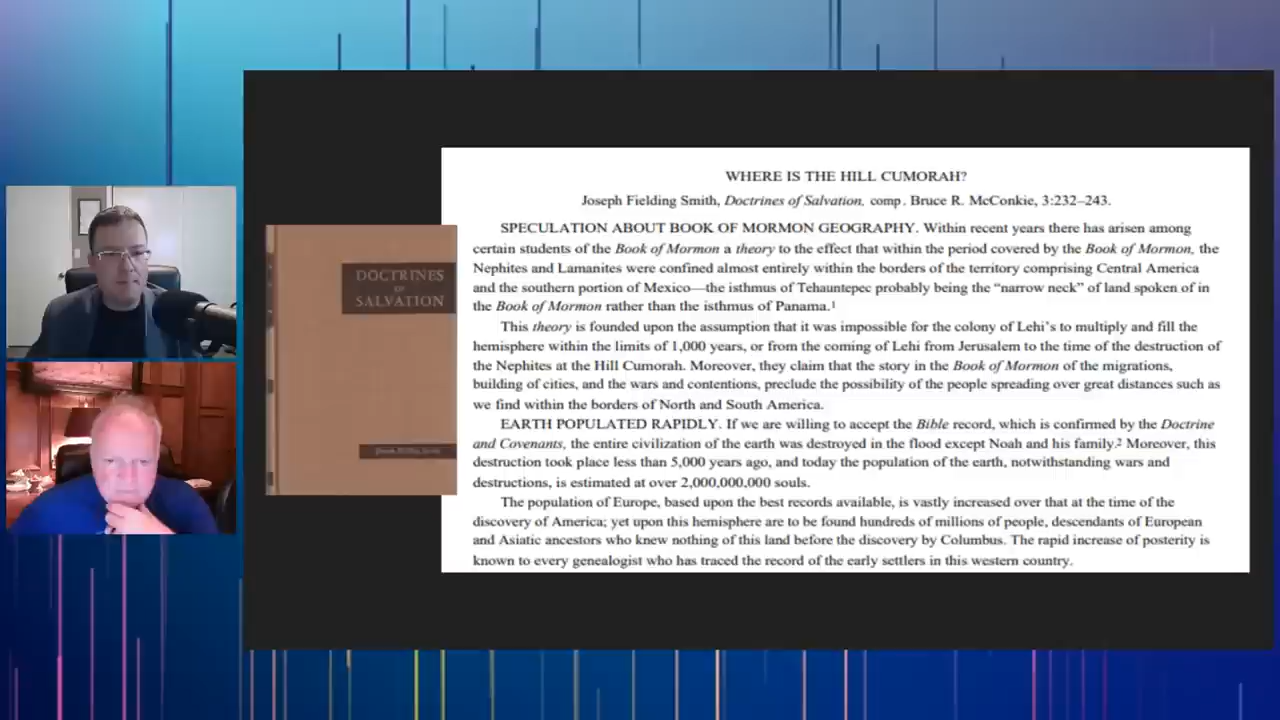 WHERE IS THE HILL CUMORAH?
Joseph Fielding Smith, Doctrines of Salvation, comp. Bruce R. McConkie, 3:232–243.
SPECULATION ABOUT BOOK OF MORMON GEOGRAPHY. Within recent years there has arisen among
certain students of the Book of Mormon a theory to the effect that within the period covered by the Book of Mormon, the
Nephites and Lamanites were confined almost entirely within the borders of the territory comprising Central America
and the southern portion of Mexico—the isthmus of Tehauntepec probably being the “narrow neck” of land spoken of in
the Book of Mormon rather than the isthmus of Panama.¹
This theory is founded upon the assumption that it was impossible for the colony of Lehi’s to multiply and fill the
hemisphere within the limits of 1,000 years, or from the coming of Lehi from Jerusalem to the time of the destruction of
the Nephites at the Hill Cumorah. Moreover, they claim that the story in the Book of Mormon of the migrations,
building of cities, and the wars and contentions, preclude the possibility of the people spreading over great distances such as
we find within the borders of North and South America.
EARTH POPULATED RAPIDLY. If we are willing to accept the Bible record, which is confirmed by the Doctrine
and Covenants, the entire civilization of the earth was destroyed in the flood except Noah and his family.² Moreover, this
destruction took place less than 5,000 years ago, and today the population of the earth, notwithstanding wars and
destructions, is estimated at over 2,000,000,000 souls.
The population of Europe, based upon the best records available, is vastly increased over that at the time of the
discovery of America; yet upon this hemisphere are to be found hundreds of millions of people, descendants of European
and Asiatic ancestors who knew nothing of this land before the discovery by Columbus. The rapid increase of posterity is
known to every genealogist who has traced the record of the early settlers in this western country.
DOCTRINES
OF
SALVATION